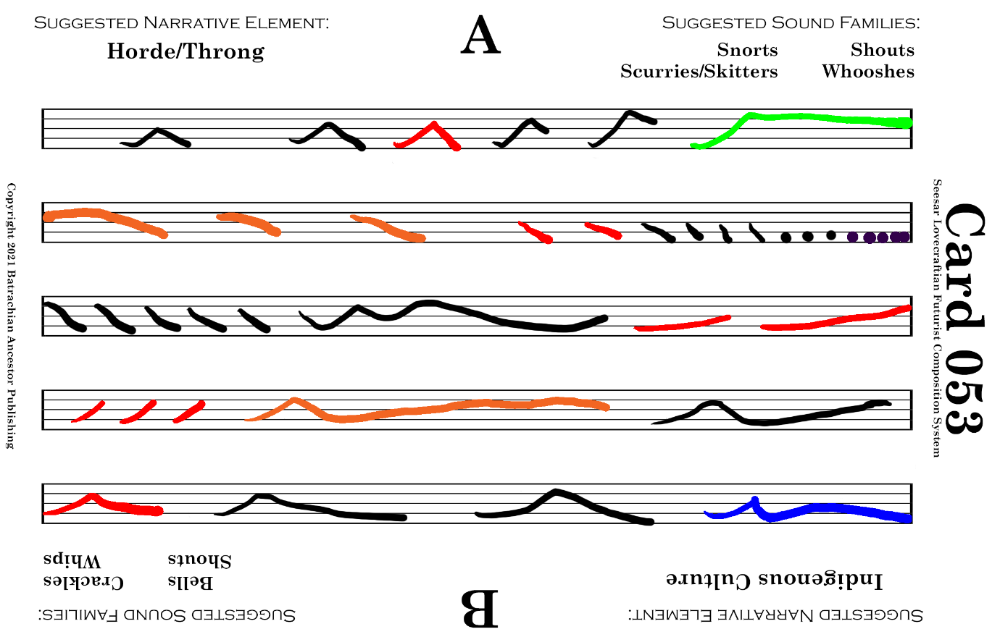 Suggested Narrative Element:
Horde/Throng
A
Suggested Sound Families:
Snorts Shouts
Scurries/Skitters Whooshes
Copyright 2021 Batrachian Ancestor Publishing
Card 053
Seesar Lovecraftian Futurist Composition System
B
Suggested Narrative Element:
Indigenous Culture
Suggested Sound Families:
Bells Crackles
Shouts Whips